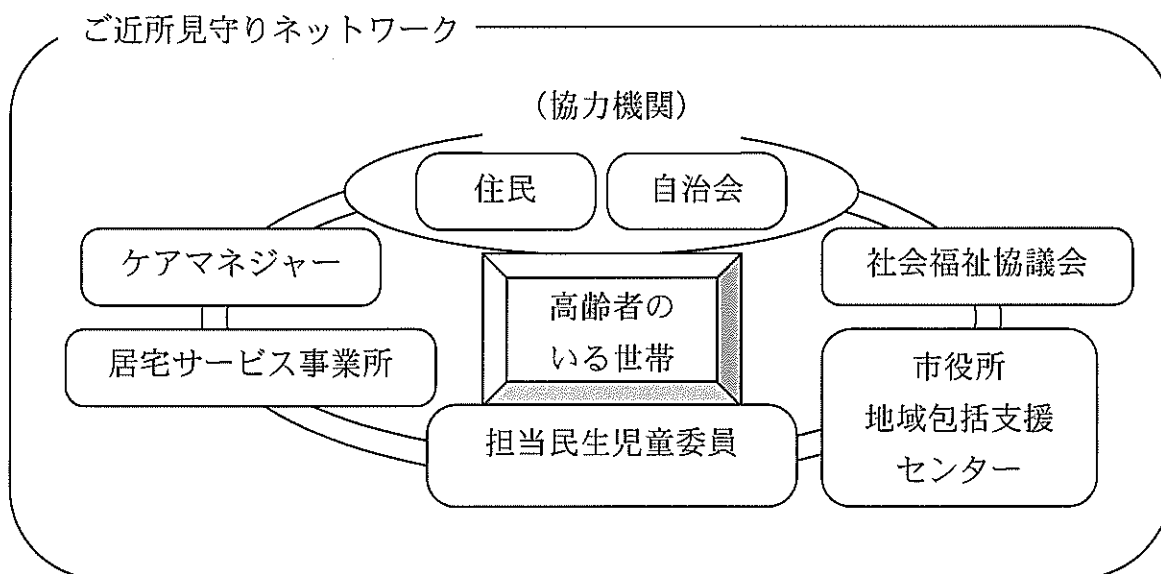 ご近所見守りネットワーク
（協力機関）
住民
自治会
ケアマネジャー
社会福祉協議会
高齢者の
いる世帯
居宅サービス事業所
市役所
地域包括支援
センター
担当民生児童委員